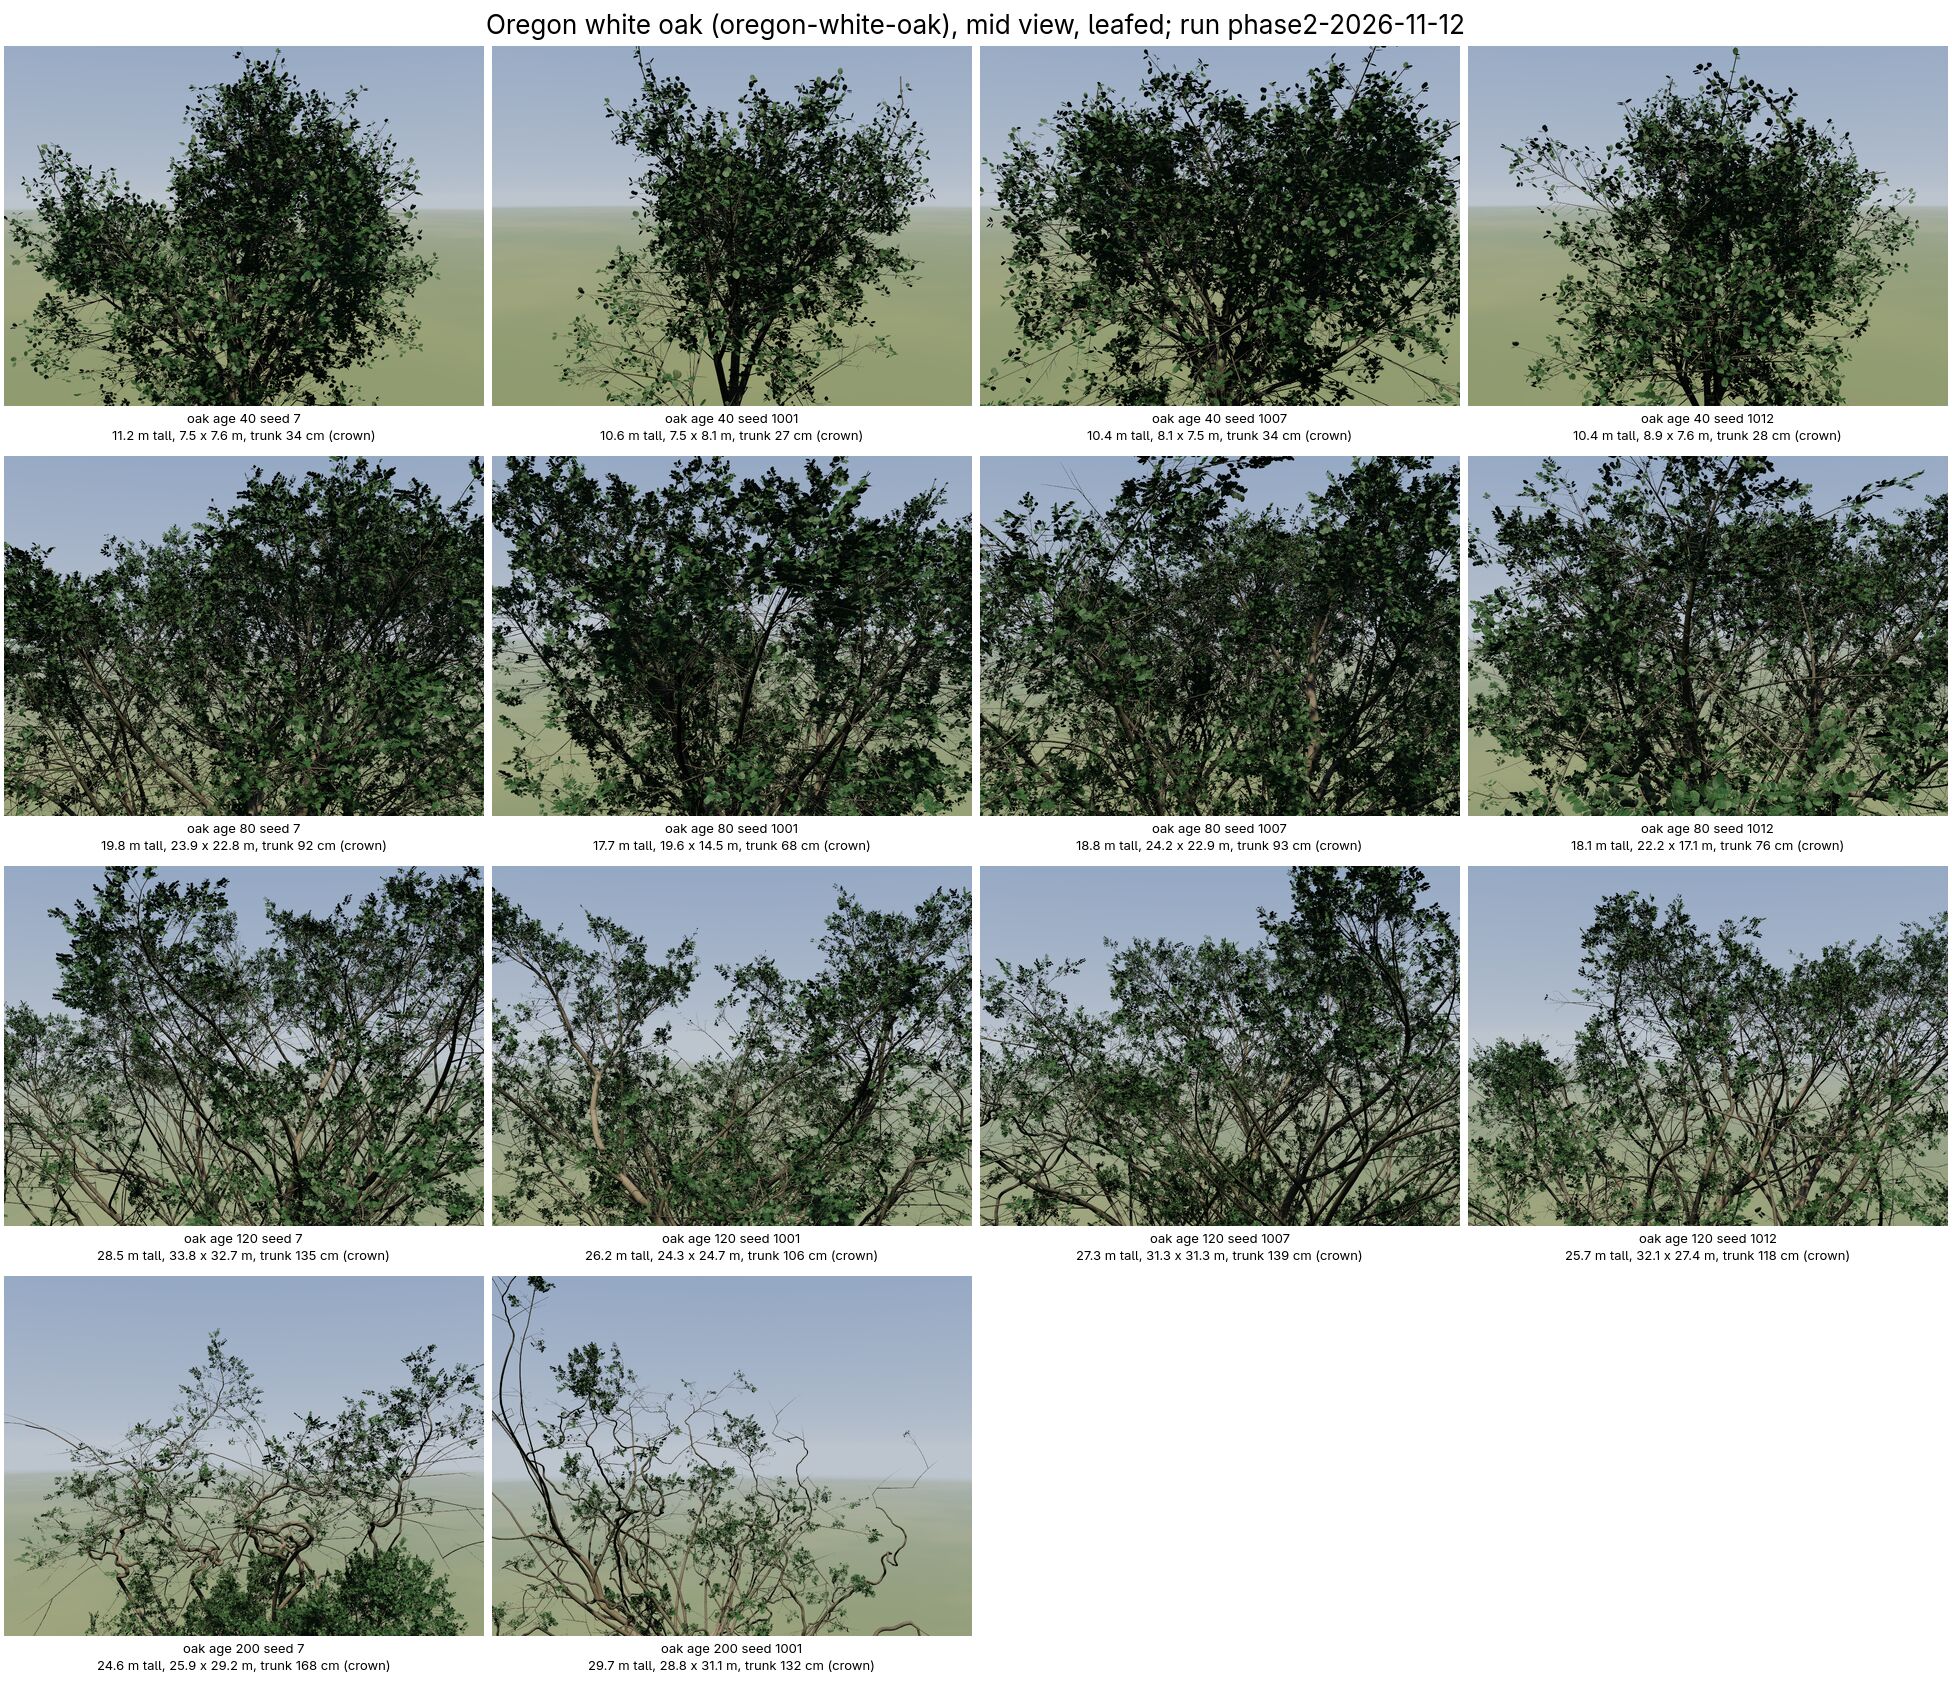 Oregon white oak (oregon-white-oak), mid view, leafed; run phase2-2026-11-12
oak age 40 seed 7
11.2 m tall, 7.5 x 7.6 m, trunk 34 cm (crown)
oak age 40 seed 1001
10.6 m tall, 7.5 x 8.1 m, trunk 27 cm (crown)
oak age 40 seed 1007
10.4 m tall, 8.1 x 7.5 m, trunk 34 cm (crown)
oak age 40 seed 1012
10.4 m tall, 8.9 x 7.6 m, trunk 28 cm (crown)
oak age 80 seed 7
19.8 m tall, 23.9 x 22.8 m, trunk 92 cm (crown)
oak age 80 seed 1001
17.7 m tall, 19.6 x 14.5 m, trunk 68 cm (crown)
oak age 80 seed 1007
18.8 m tall, 24.2 x 22.9 m, trunk 93 cm (crown)
oak age 80 seed 1012
18.1 m tall, 22.2 x 17.1 m, trunk 76 cm (crown)
oak age 120 seed 7
28.5 m tall, 33.8 x 32.7 m, trunk 135 cm (crown)
oak age 120 seed 1001
26.2 m tall, 24.3 x 24.7 m, trunk 106 cm (crown)
oak age 120 seed 1007
27.3 m tall, 31.3 x 31.3 m, trunk 139 cm (crown)
oak age 120 seed 1012
25.7 m tall, 32.1 x 27.4 m, trunk 118 cm (crown)
oak age 200 seed 7
24.6 m tall, 25.9 x 29.2 m, trunk 168 cm (crown)
oak age 200 seed 1001
29.7 m tall, 28.8 x 31.1 m, trunk 132 cm (crown)